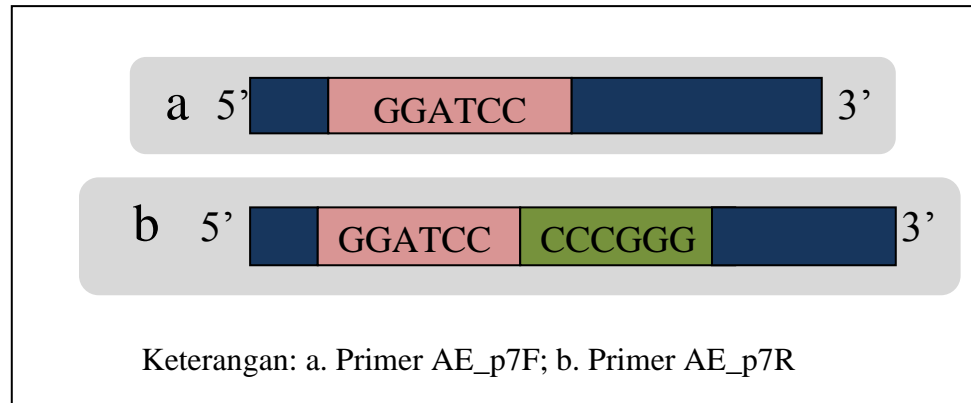 a 5’ GGATCC 3’
b 5’ GGATCC CCCGGG 3’
Keterangan: a. Primer AE_p7F; b. Primer AE_p7R